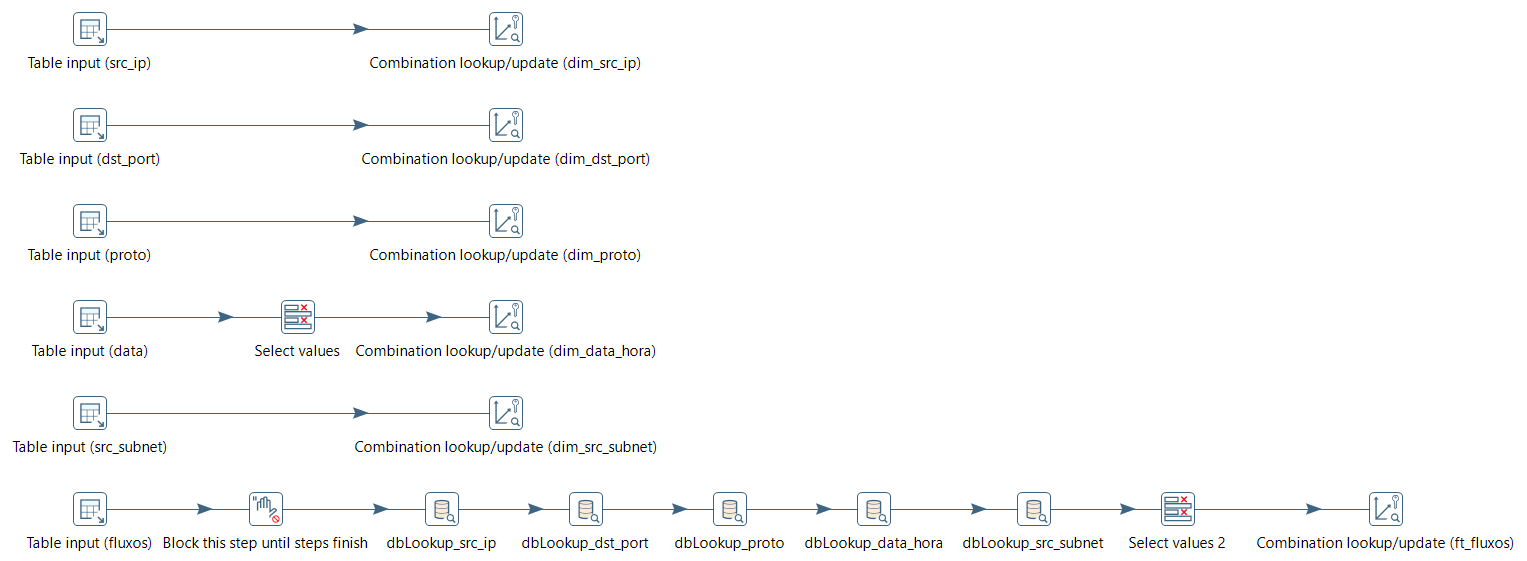 Table input (src_ip) Combination lookup/update (dim_src_ip)
Table input (dst_port) Combination lookup/update (dim_dst_port)
Table input (proto) Combination lookup/update (dim_proto)
Table input (data) Select values Combination lookup/update (dim_data_hora)
Table input (src_subnet) Combination lookup/update (dim_src_subnet)
Table input (fluxos) Block this step until steps finish dbLookup_src_ip dbLookup_dst_port dbLookup_proto dbLookup_data_hora dbLookup_src_subnet Select values 2 Combination lookup/update (ft_fluxos)